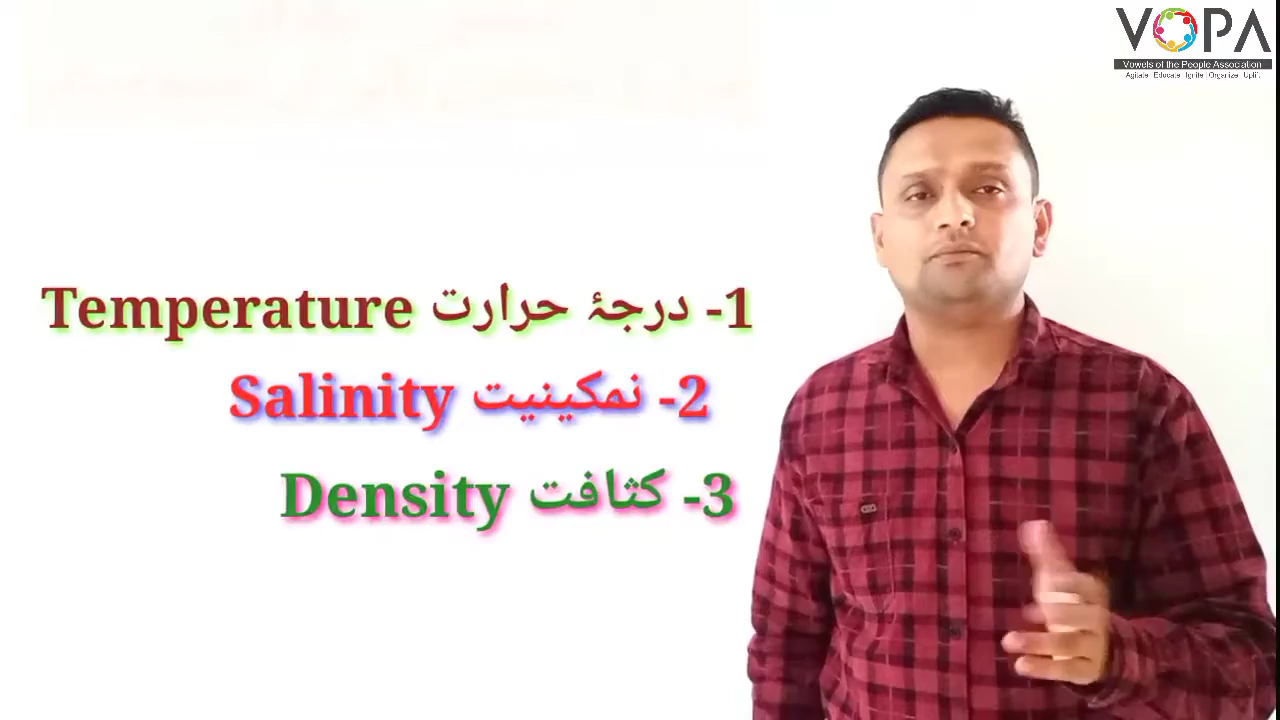 VOPA
Vowels of the People Association
Agitate | Educate | Ignite | Organize | Uplift
1- درجۂ حرارت Temperature
2- نمکینیت Salinity
3- کثافت Density